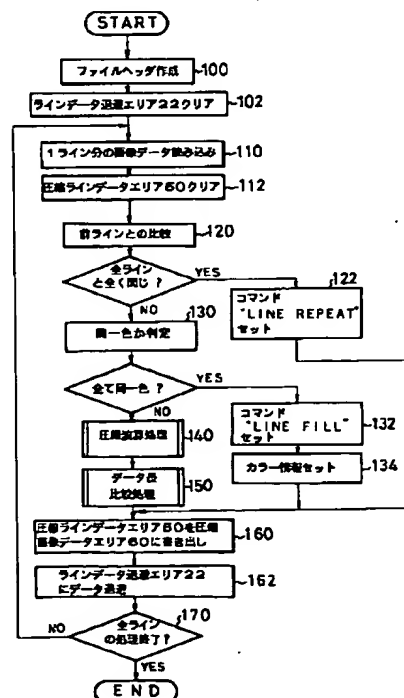 START
ファイルヘッダ作成
100
ラインデータ退避エリア22クリア
102
1ライン分の画像データ読み込み
110
圧縮ラインデータエリア50クリア
112
前ラインとの比較
120
全ライン
と全く同じ?
YES
NO
122
コマンド
"LINE REPEAT"
セット
130
同一色か判定
全て同一色?
YES
NO
132
コマンド
"LINE FILL"
セット
圧縮演算処理
140
カラー情報セット
134
データ長
比較処理
150
圧縮ラインデータエリア50を圧縮
画像データエリア60に書き出し
160
ラインデータ退避エリア22
にデータ退避
162
全ライン
の処理終了?
170
NO
YES
END